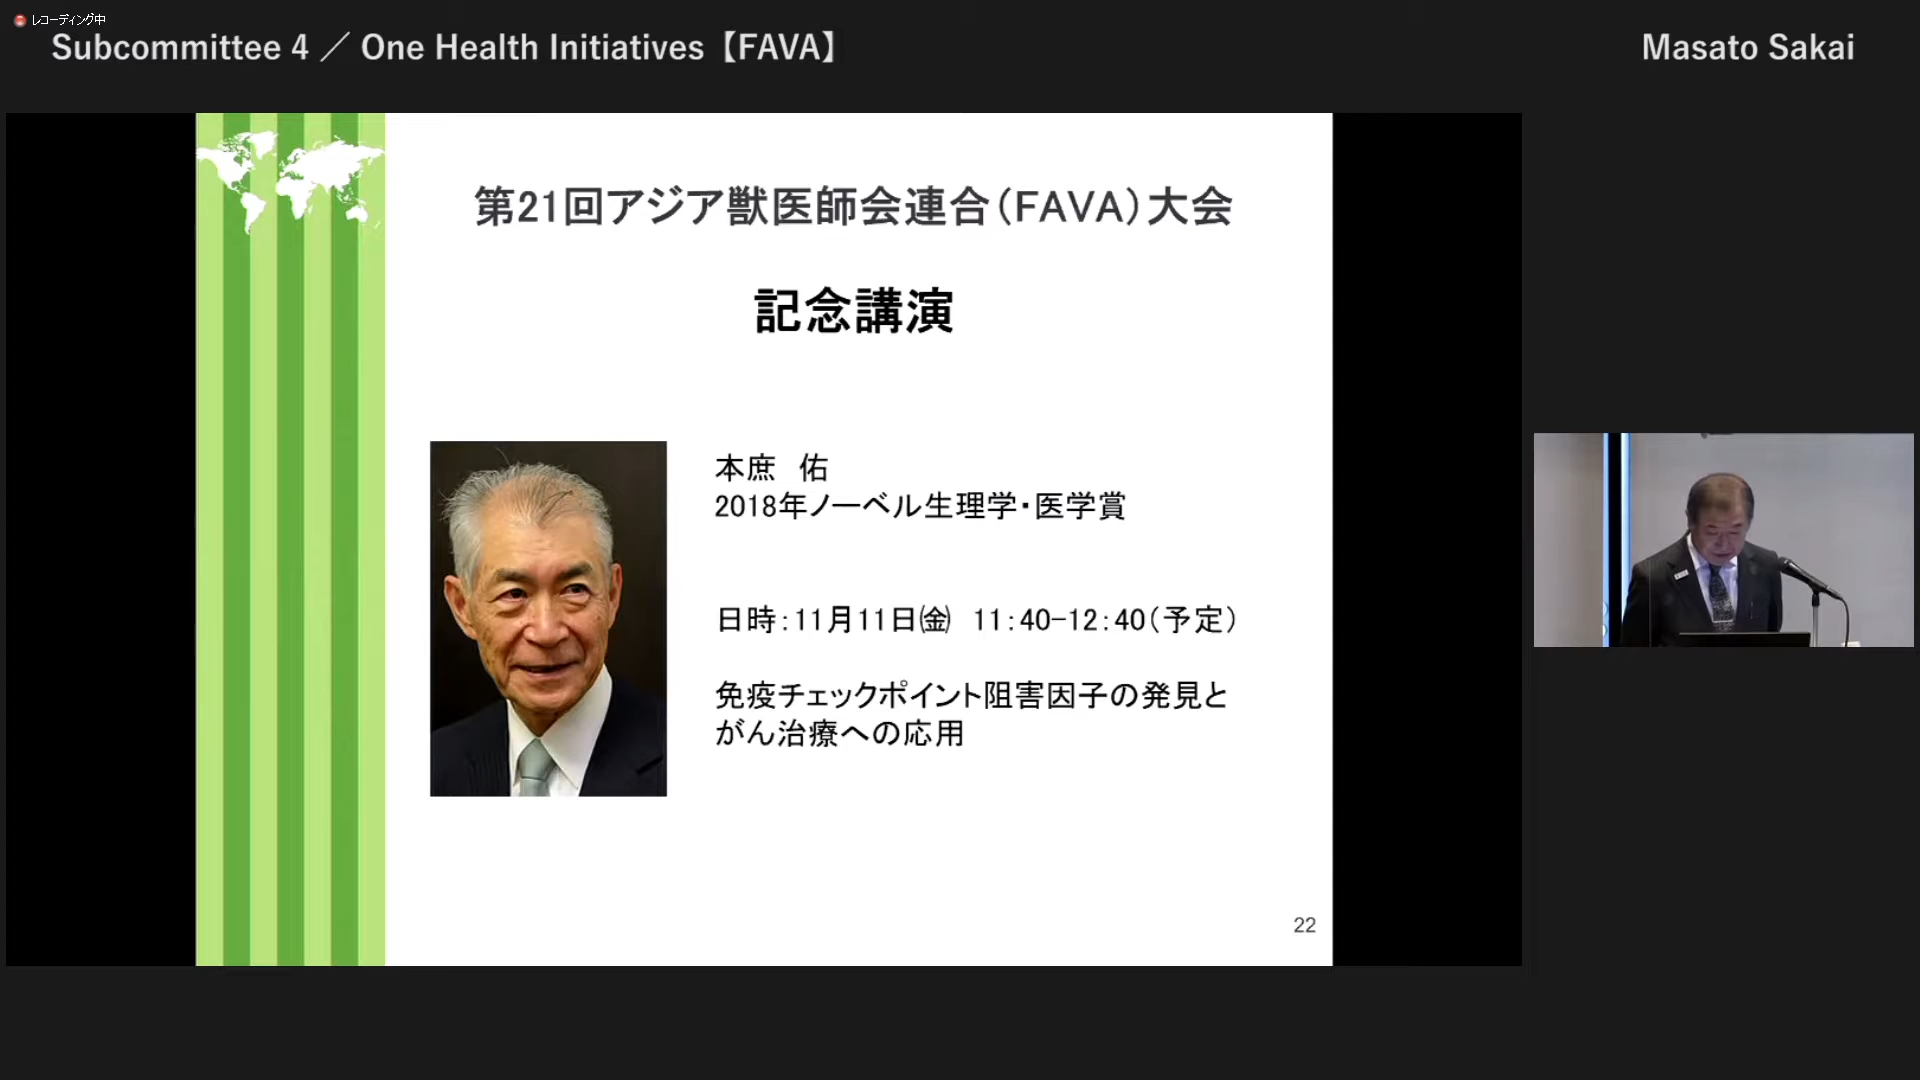 レコーディング中
Subcommittee 4 ／ One Health Initiatives【FAVA】
Masato Sakai
第21回アジア獣医師会連合（FAVA）大会
記念講演
本庶　佑
2018年ノーベル生理学・医学賞
日時：11月11日㈮　11：40−12：40（予定）
免疫チェックポイント阻害因子の発見と
がん治療への応用
22